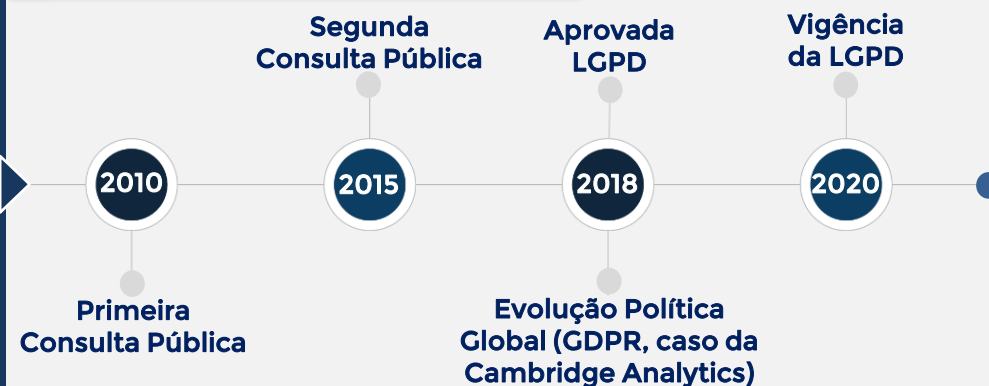 Segunda
Consulta Pública
Aprovada
LGPD
Vigência
da LGPD
2010
2015
2018
2020
Primeira
Consulta Pública
Evolução Política
Global (GDPR, caso da
Cambridge Analytics)